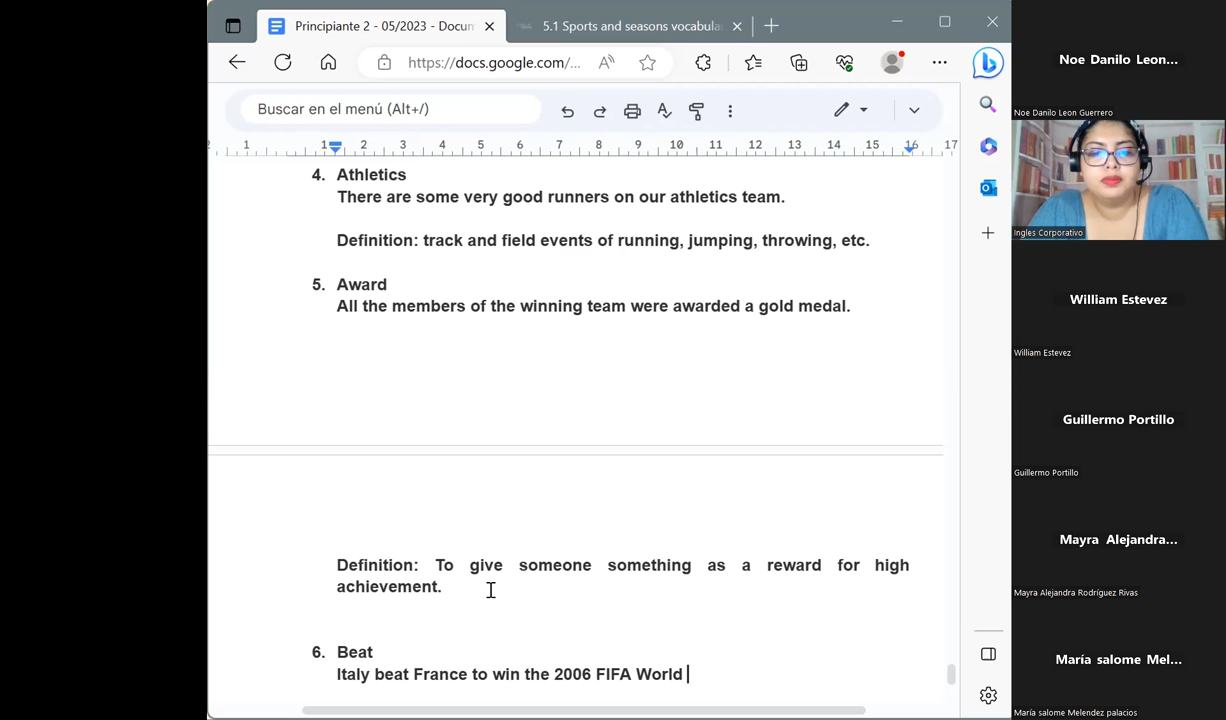 Principiante 2 - 05/2023 - Docum
5.1 Sports and seasons vocabula
https://docs.google.com/...
Buscar en el menú (Alt+/)
2 1 1 2 3 4 5 6 7 8 9 10 11 12 13 14 15 16 17
4. Athletics
There are some very good runners on our athletics team.
Definition: track and field events of running, jumping, throwing, etc.
5. Award
All the members of the winning team were awarded a gold medal.
Definition: To give someone something as a reward for high
achievement.
6. Beat
Italy beat France to win the 2006 FIFA World
Noe Danilo Leon...
Noe Danilo Leon Guerrero
Ingles Corporativo
William Estevez
William Estevez
Guillermo Portillo
Guillermo Portillo
Mayra Alejandra...
Mayra Alejandra Rodríguez Rivas
María salome Mel...
María salome Melendez palacios